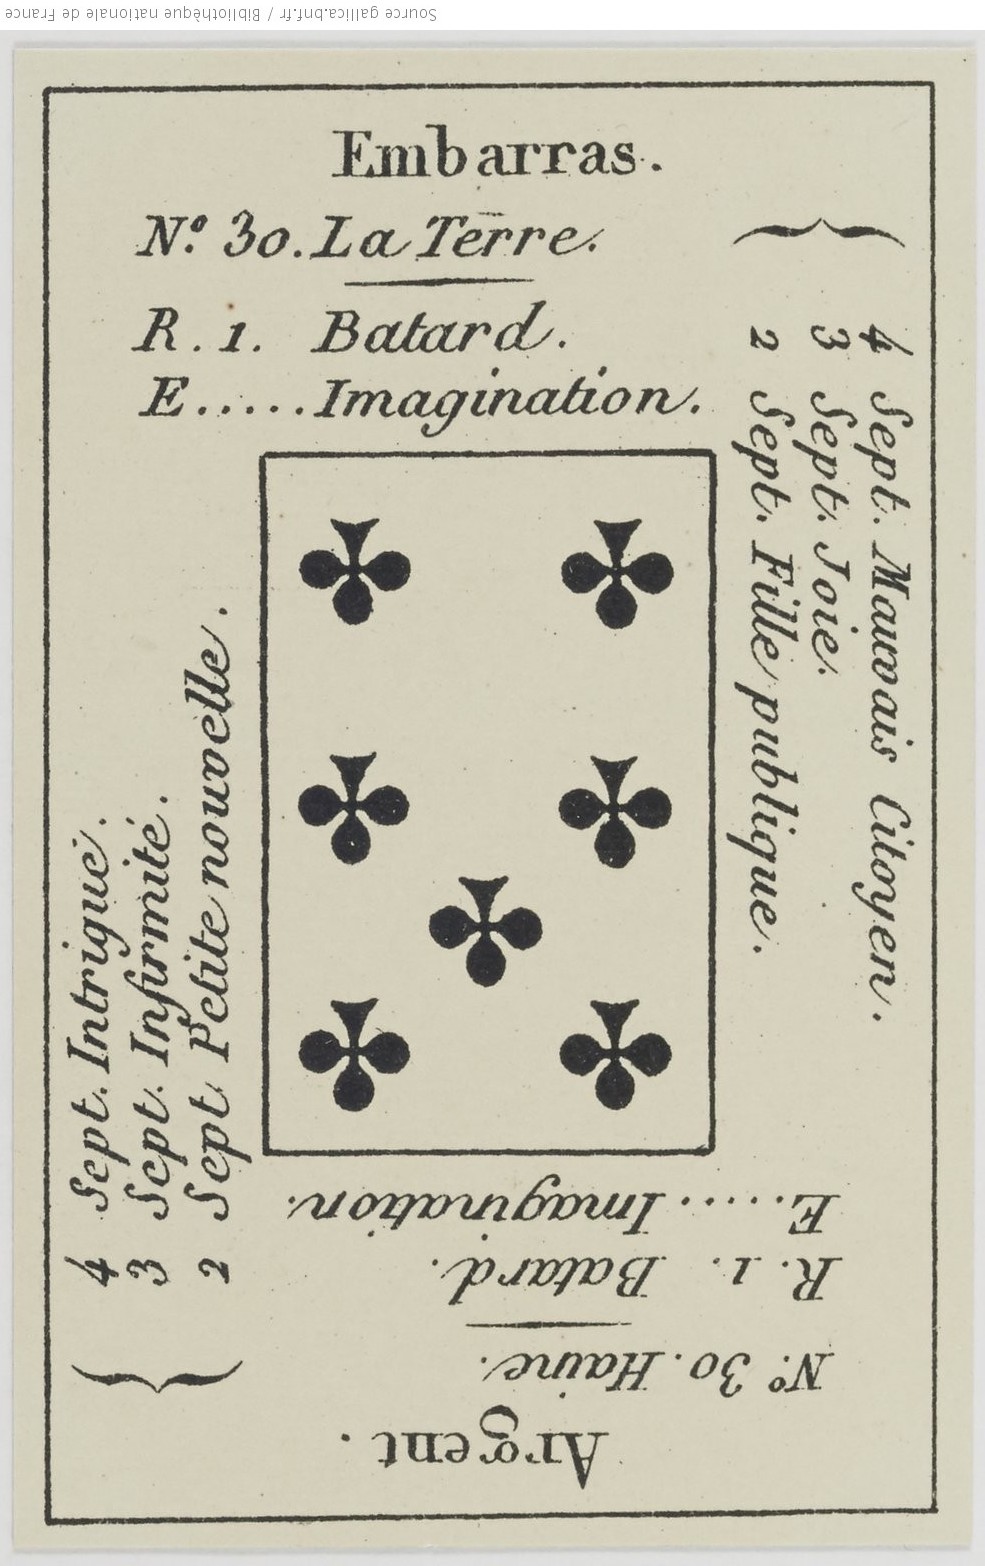 Source gallica.bnf.fr / Bibliothèque nationale de France
Embarras.
N.º 30. La Terre.
R. 1. Batard.
E..... Imagination.
4 Sept. Mauvais Citoyen.
3 Sept. Joie.
2 Sept. Fille publique.
Argent.
N.º 30. Haine.
R. 1. Batard.
E..... Imagination.
4 Sept. Intrigue.
3 Sept. Infirmité.
2 Sept. Petite nouvelle.